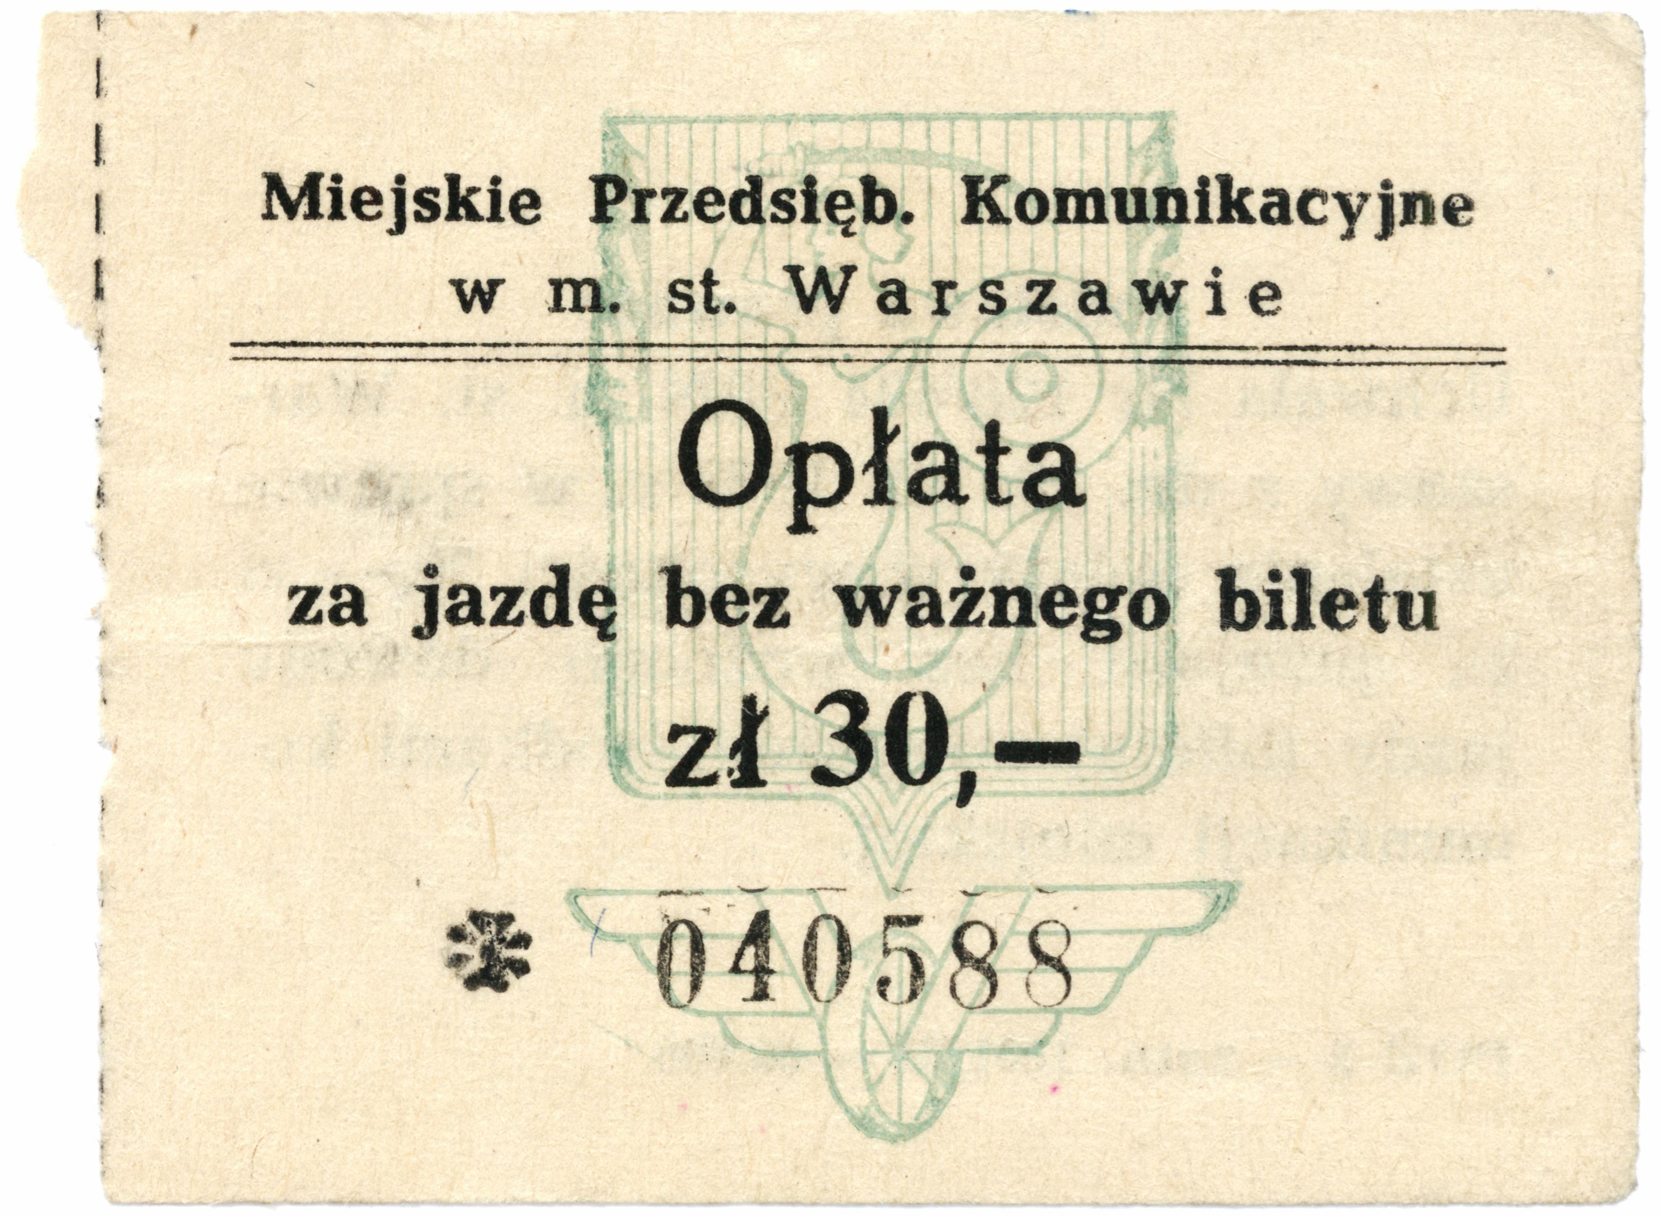 Miejskie Przedsięb. Komunikacyjne
w m. st. Warszawie
Opłata
za jazdę bez ważnego biletu
zł 30,—
* 040588